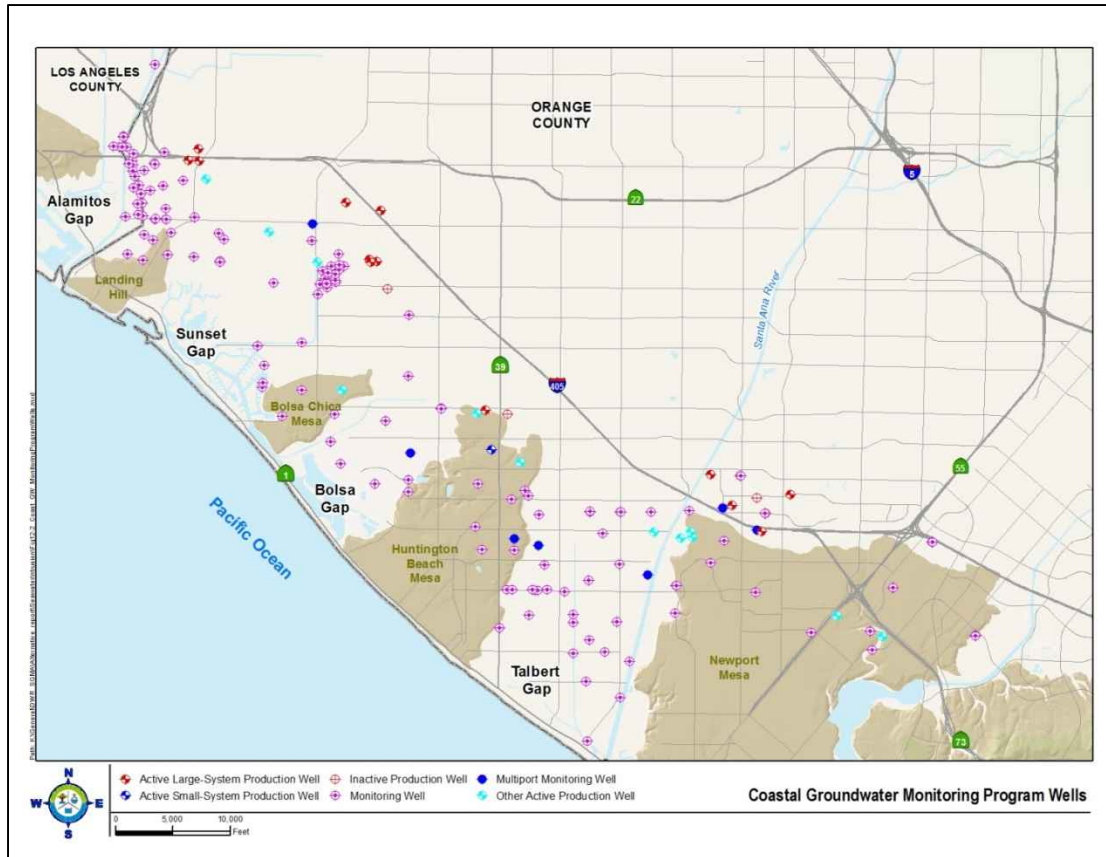 LOS ANGELES
COUNTY
ORANGE
COUNTY
5
22
Alamitos
Gap
Landing
Hill
Santa Ana River
Sunset
Gap
39
405
Bolsa Chica
Mesa
1
55
Bolsa
Gap
Pacific Ocean
Huntington
Beach
Mesa
Talbert
Gap
Newport
Mesa
73
N
W
E
S
Active Large-System Production Well
Inactive Production Well
Multiport Monitoring Well
Active Small-System Production Well
Monitoring Well
Other Active Production Well
0 5,000 10,000
Feet
Coastal Groundwater Monitoring Program Wells